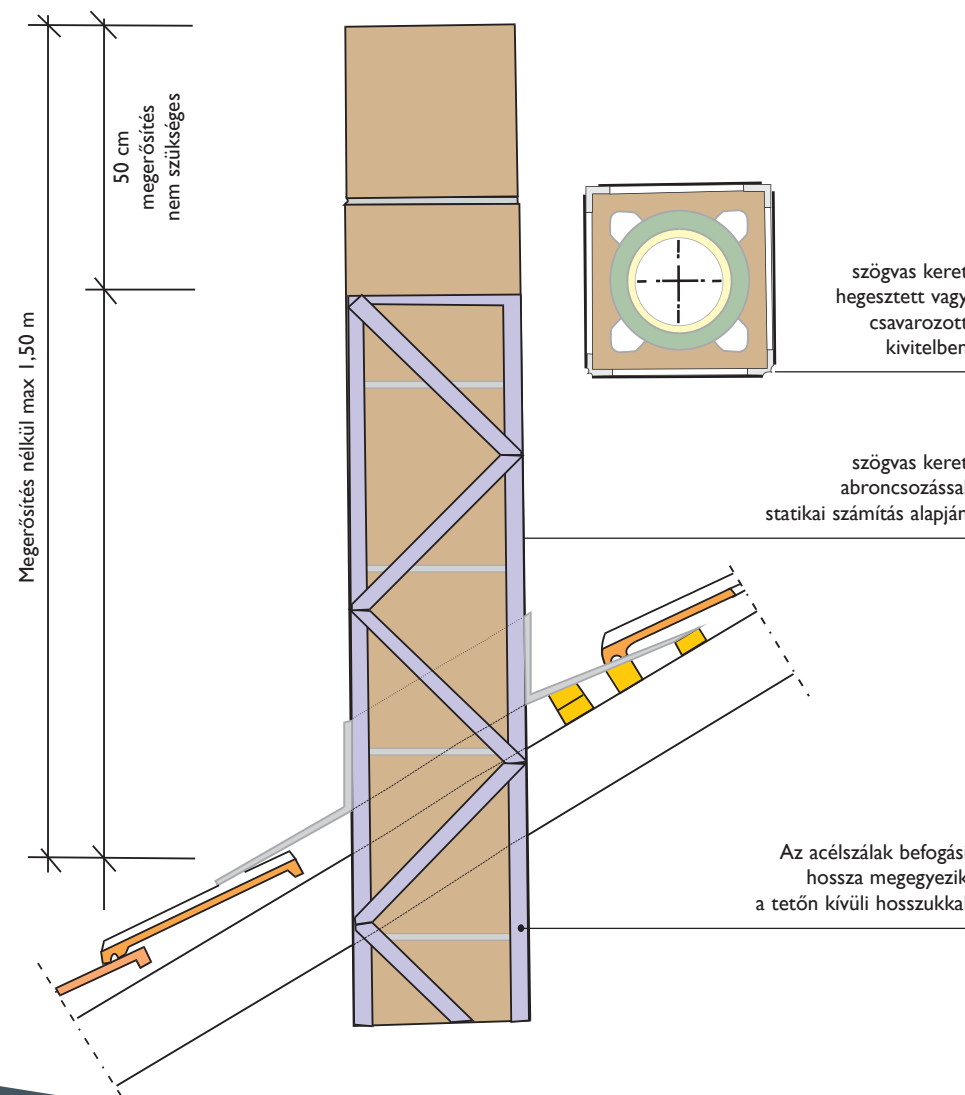 Megerősítés nélkül max 1,50 m
50 cm
megerősítés
nem szükséges
szögvas keret
hegesztett vagy
csavarozott
kivitelben
szögvas keret
abroncsozással
statikai számítás alapján
Az acélszálak befogási
hossza megegyezik
a tetőn kívüli hosszukkal